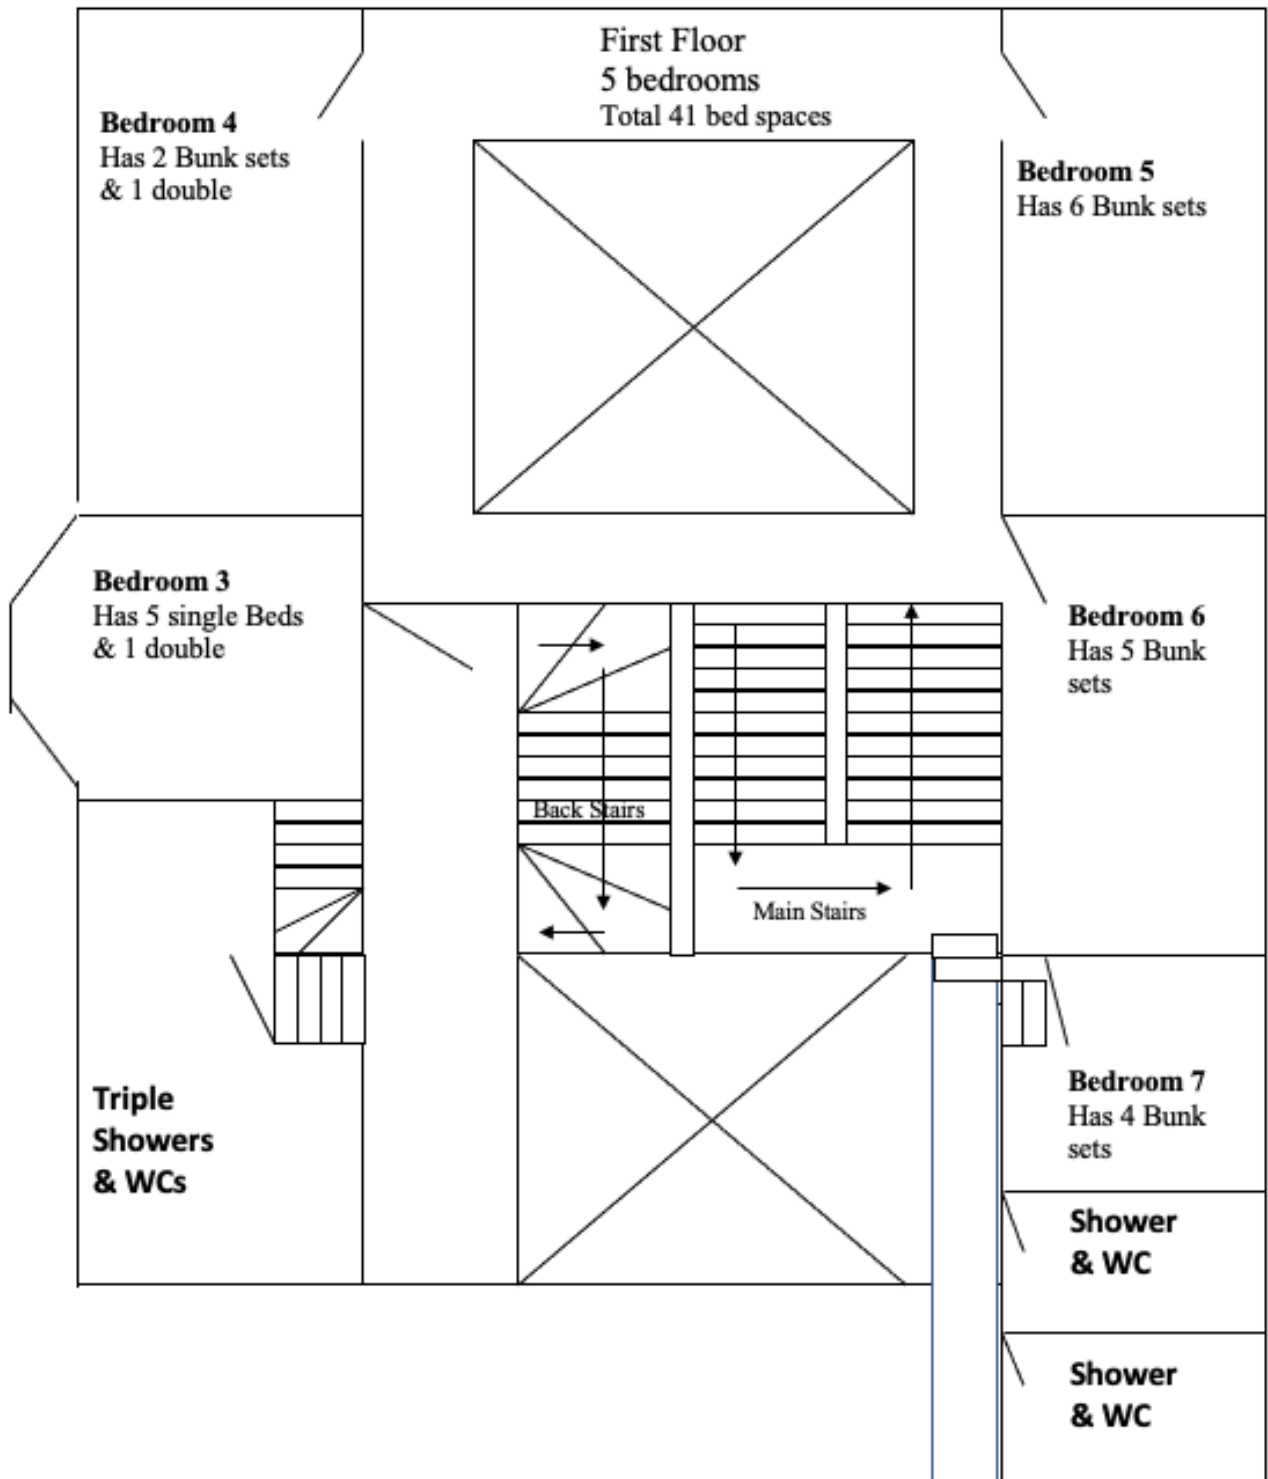 First Floor
5 bedrooms
Total 41 bed spaces
Bedroom 4
Has 2 Bunk sets
& 1 double
Bedroom 5
Has 6 Bunk sets
Bedroom 3
Has 5 single Beds
& 1 double
Bedroom 6
Has 5 Bunk
sets
Back Stairs
Main Stairs
Bedroom 7
Has 4 Bunk
sets
Triple
Showers
& WCs
Shower
& WC
Shower
& WC